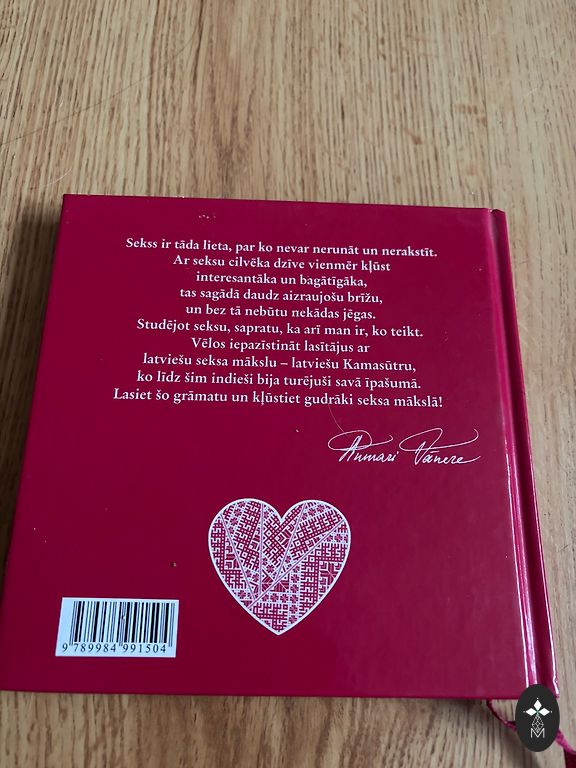 Sekss ir tāda lieta, par ko nevar nerunāt un nerakstīt.
Ar seksu cilvēka dzīve vienmēr kļūst
interesantāka un bagātīgāka,
tas sagādā daudz aizraujošu brīžu,
un bez tā nebūtu nekādas jēgas.
Studējot seksu, sapratu, ka arī man ir, ko teikt.
Vēlos iepazīstināt lasītājus ar
latviešu seksa mākslu – latviešu Kamasūtru,
ko līdz šim indieši bija turējuši savā īpašumā.
Lasiet šo grāmatu un kļūstiet gudrāki seksa mākslā!
9 789984 991504
M